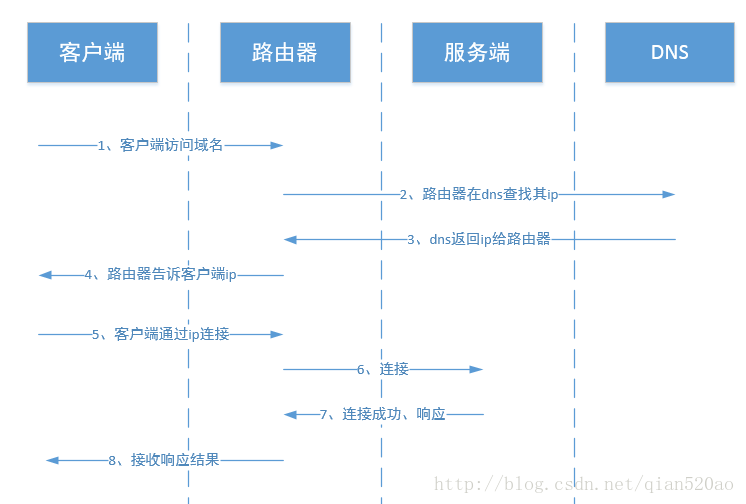 客户端
路由器
服务端
DNS
1、客户端访问域名
2、路由器在dns查找其ip
3、dns返回ip给路由器
4、路由器告诉客户端ip
5、客户端通过ip连接
6、连接
7、连接成功、响应
8、接收响应结果
http://blog.csdn.net/qian520ao